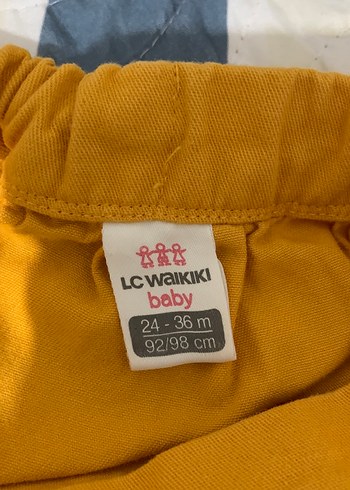 LC WAIKIKI
baby
24 - 36 m
92/98 cm